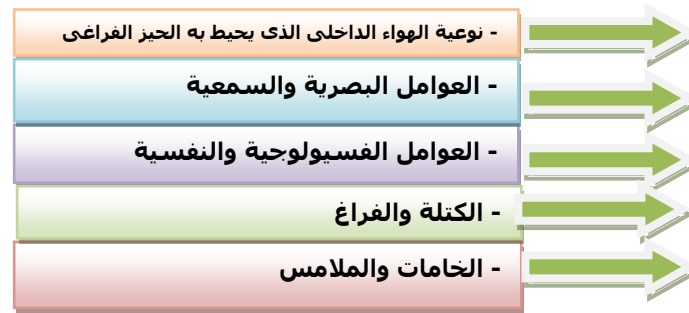 - نوعية الهواء الداخلى الذى يحيط به الحيز الفراغى
- العوامل البصرية والسمعية
- العوامل الفسيولوجية والنفسية
- الكتلة والفراغ
- الخامات والملامس